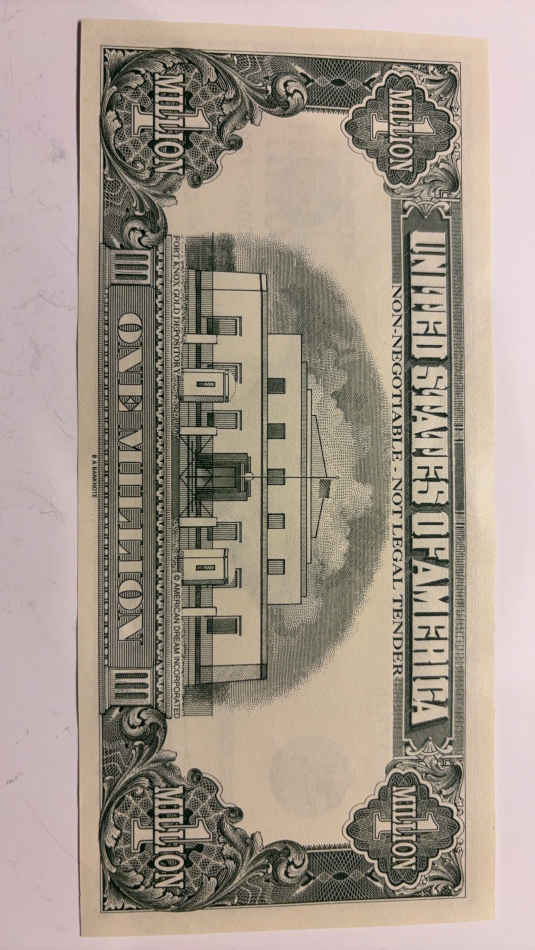 1
MILLION
1
MILLION
UNITED STATES OF AMERICA
NON-NEGOTIABLE - NOT LEGAL TENDER
FORT KNOX GOLD DEPOSITORY
© AMERICAN DREAM INCORPORATED
1
MILLION
ONE MILLION
1
MILLION